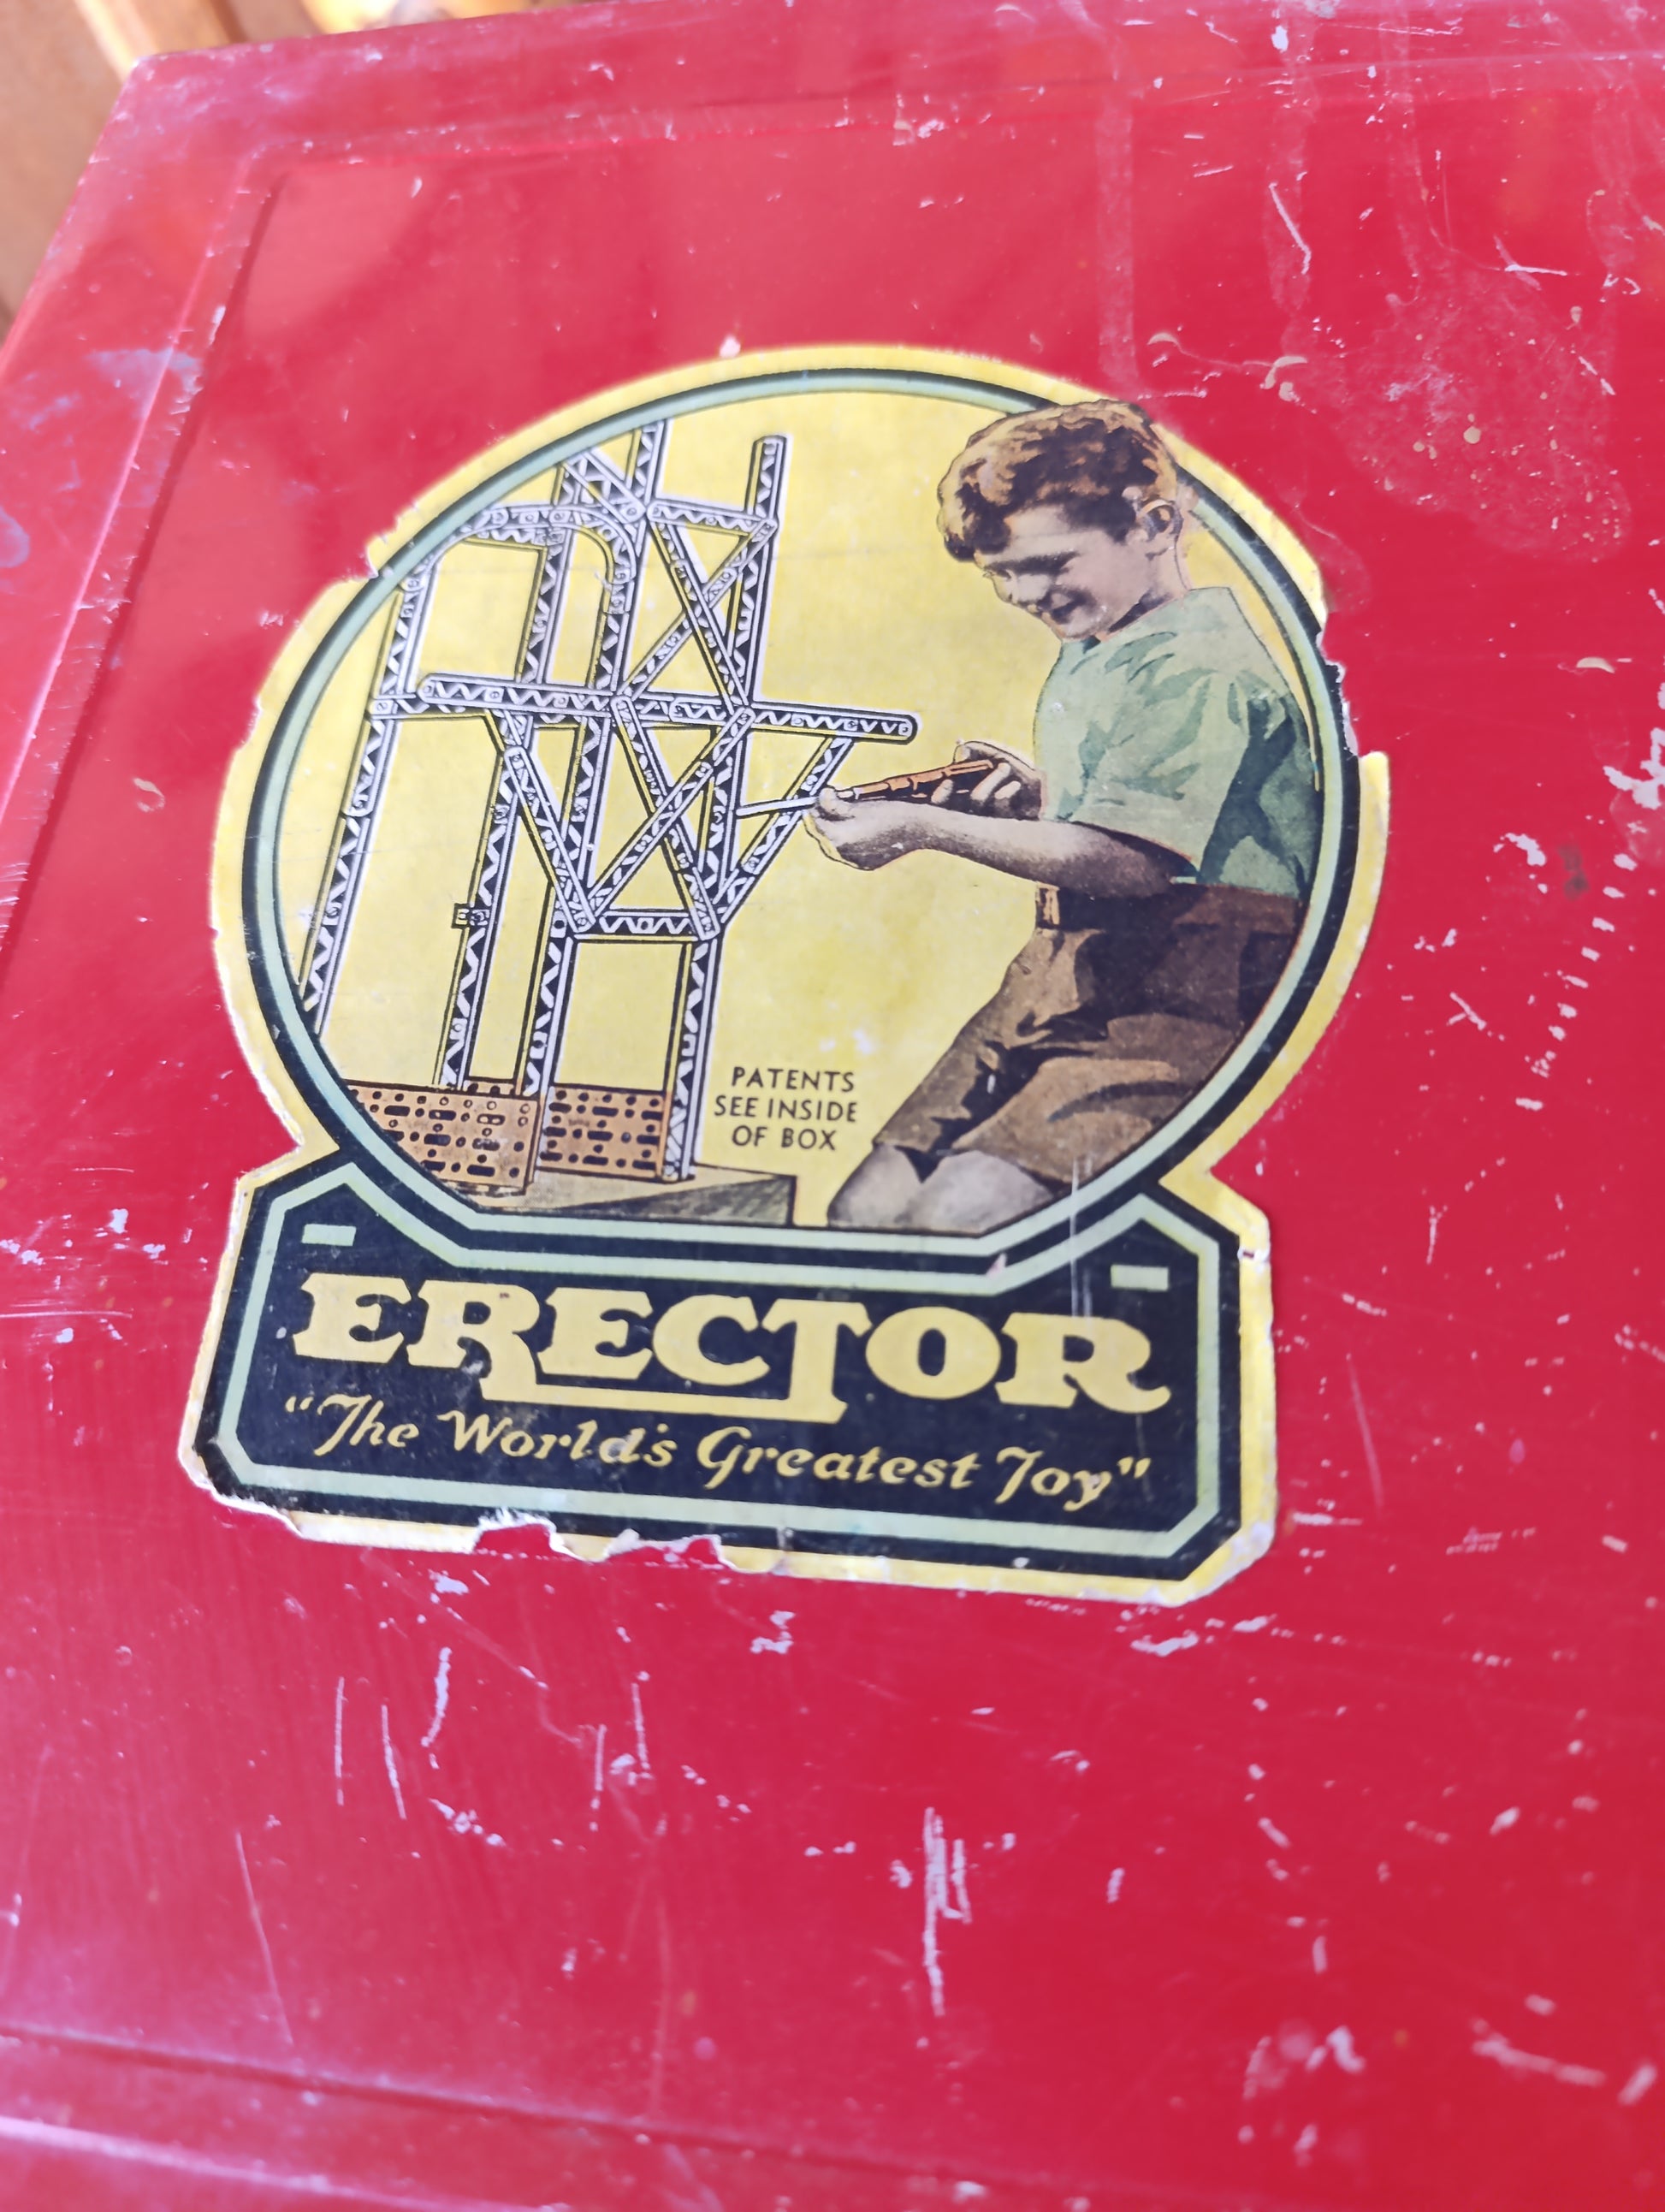 PATENTS
SEE INSIDE
OF BOX
ERECTOR
"The World's Greatest Toy"